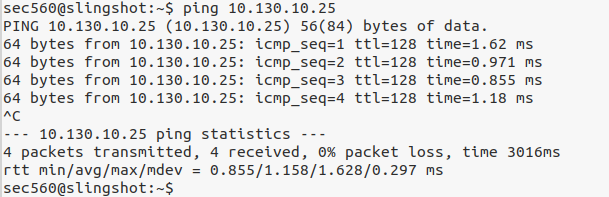 sec560@slingshot:~$ ping 10.130.10.25
PING 10.130.10.25 (10.130.10.25) 56(84) bytes of data.
64 bytes from 10.130.10.25: icmp_seq=1 ttl=128 time=1.62 ms
64 bytes from 10.130.10.25: icmp_seq=2 ttl=128 time=0.971 ms
64 bytes from 10.130.10.25: icmp_seq=3 ttl=128 time=0.855 ms
64 bytes from 10.130.10.25: icmp_seq=4 ttl=128 time=1.18 ms
^C
--- 10.130.10.25 ping statistics ---
4 packets transmitted, 4 received, 0% packet loss, time 3016ms
rtt min/avg/max/mdev = 0.855/1.158/1.628/0.297 ms
sec560@slingshot:~$